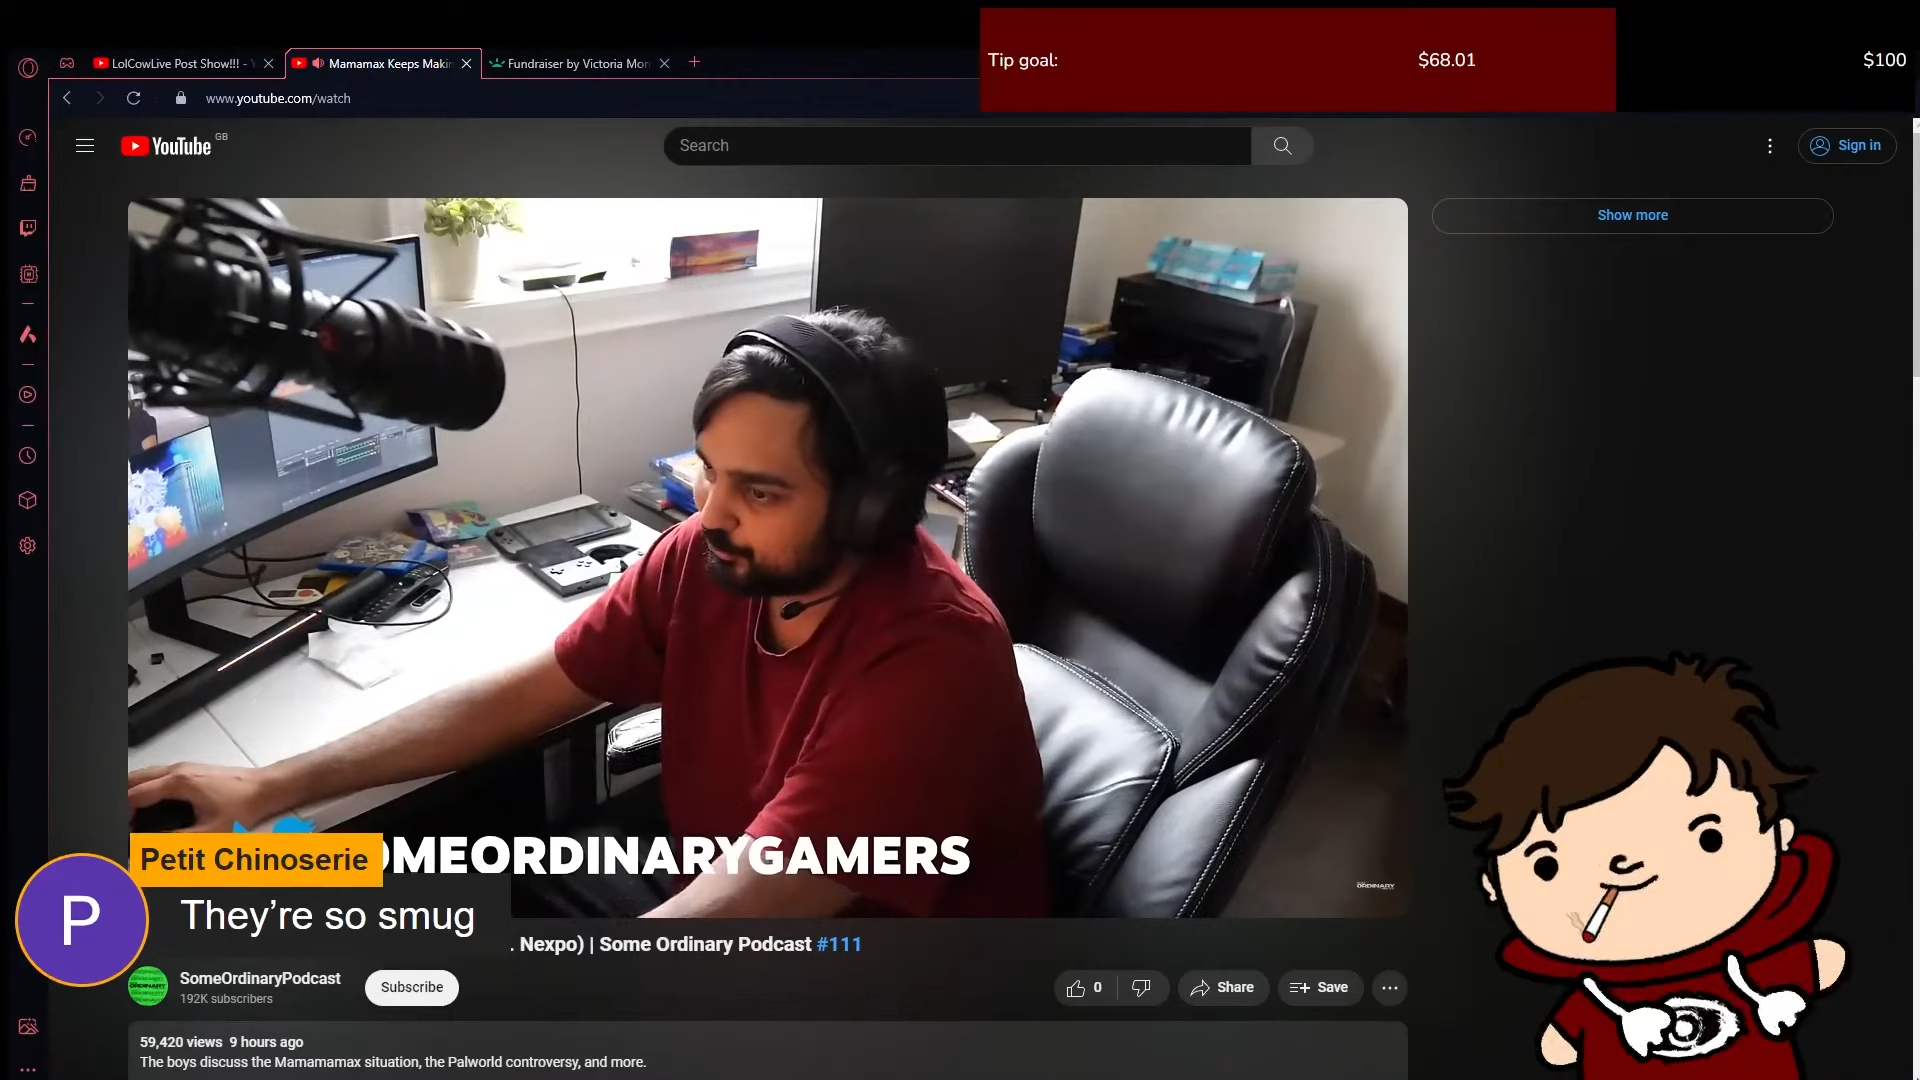 Tip goal:
$68.01
$100
LolCowLive Post Show!!! -
Mamamax Keeps Makin
Fundraiser by Victoria Mor
www.youtube.com/watch
YouTube
GB
Search
Sign in
Show more
OMEORDINARYGAMERS
ORDINARY
Petit Chinoserie
P
They’re so smug
. Nexpo) | Some Ordinary Podcast #111
SomeOrdinaryPodcast
192K subscribers
Subscribe
0
Share
Save
59,420 views 9 hours ago
The boys discuss the Mamamamax situation, the Palworld controversy, and more.